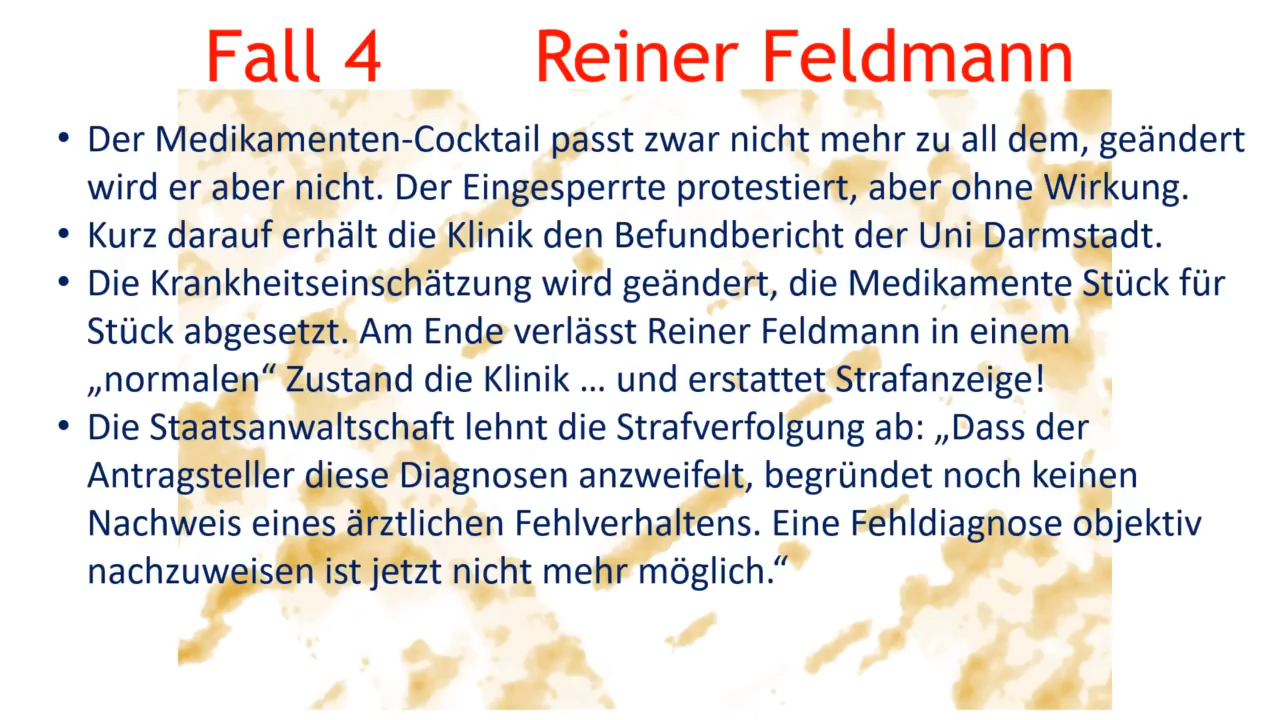 Fall 4 Reiner Feldmann
• Der Medikamenten-Cocktail passt zwar nicht mehr zu all dem, geändert
wird er aber nicht. Der Eingesperrte protestiert, aber ohne Wirkung.
• Kurz darauf erhält die Klinik den Befundbericht der Uni Darmstadt.
• Die Krankheitseinschätzung wird geändert, die Medikamente Stück für
Stück abgesetzt. Am Ende verlässt Reiner Feldmann in einem
„normalen“ Zustand die Klinik … und erstattet Strafanzeige!
• Die Staatsanwaltschaft lehnt die Strafverfolgung ab: „Dass der
Antragsteller diese Diagnosen anzweifelt, begründet noch keinen
Nachweis eines ärztlichen Fehlverhaltens. Eine Fehldiagnose objektiv
nachzuweisen ist jetzt nicht mehr möglich.“